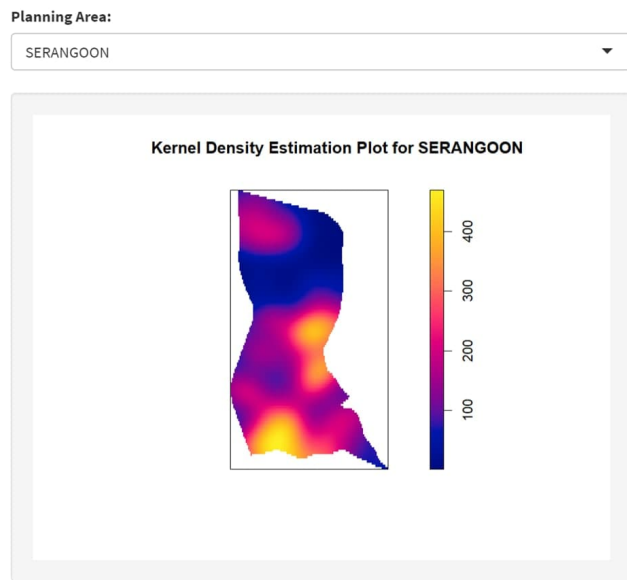 Planning Area:
SERANGOON
Kernel Density Estimation Plot for SERANGOON
400
300
200
100